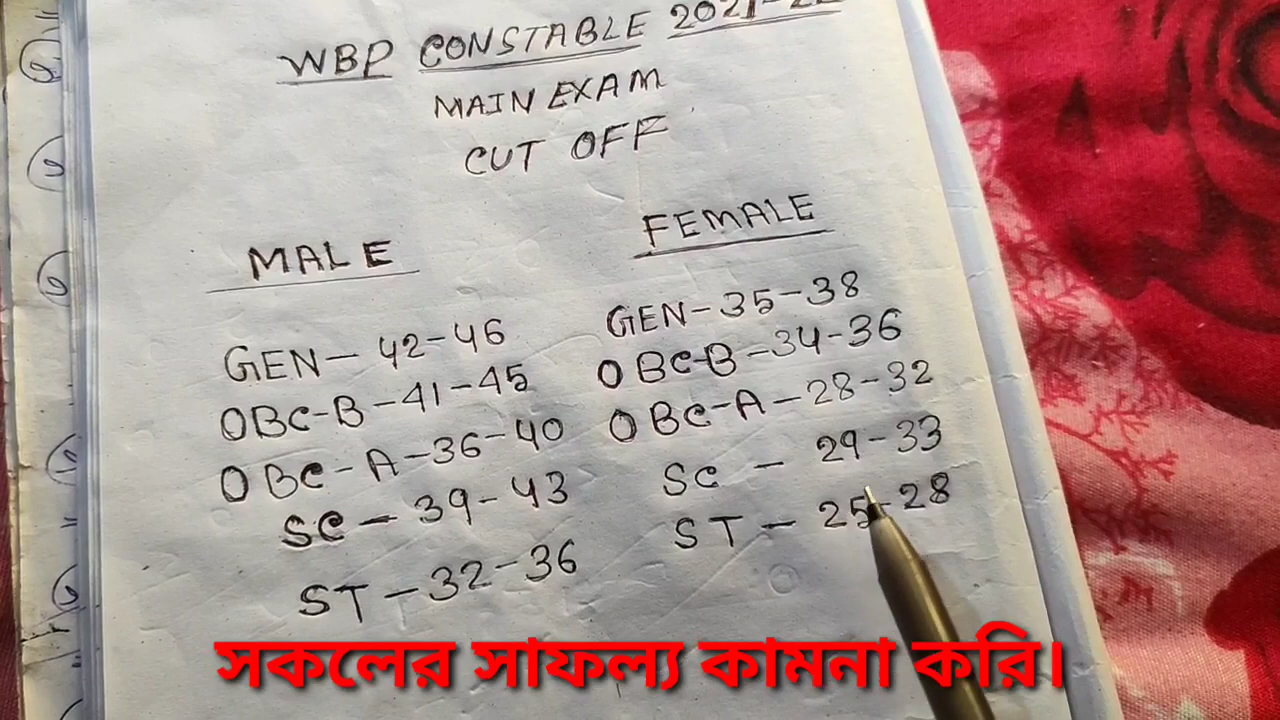 WBP CONSTABLE 2021-22
MAIN EXAM
CUT OFF
MALE
GEN - 42-46
OBC-B - 41-45
OBC-A - 36-40
SC - 39-43
ST - 32-36
FEMALE
GEN - 35-38
OBC-B - 34-36
OBC-A - 28-32
SC - 29-33
ST - 25-28
সকলের সাফল্য কামনা করি।